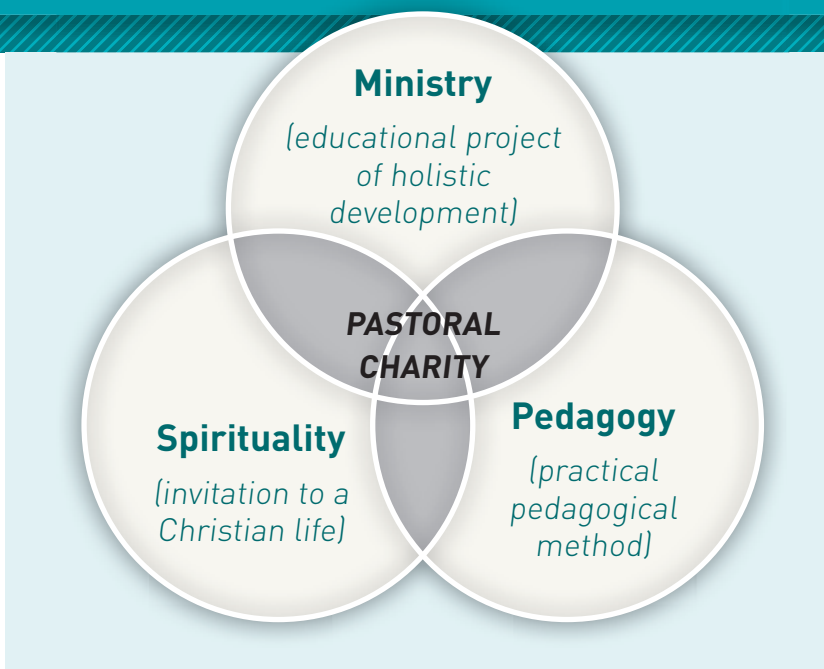 Ministry
(educational project
of holistic
development)
PASTORAL
CHARITY
Spirituality
(invitation to a
Christian life)
Pedagogy
(practical
pedagogical
method)